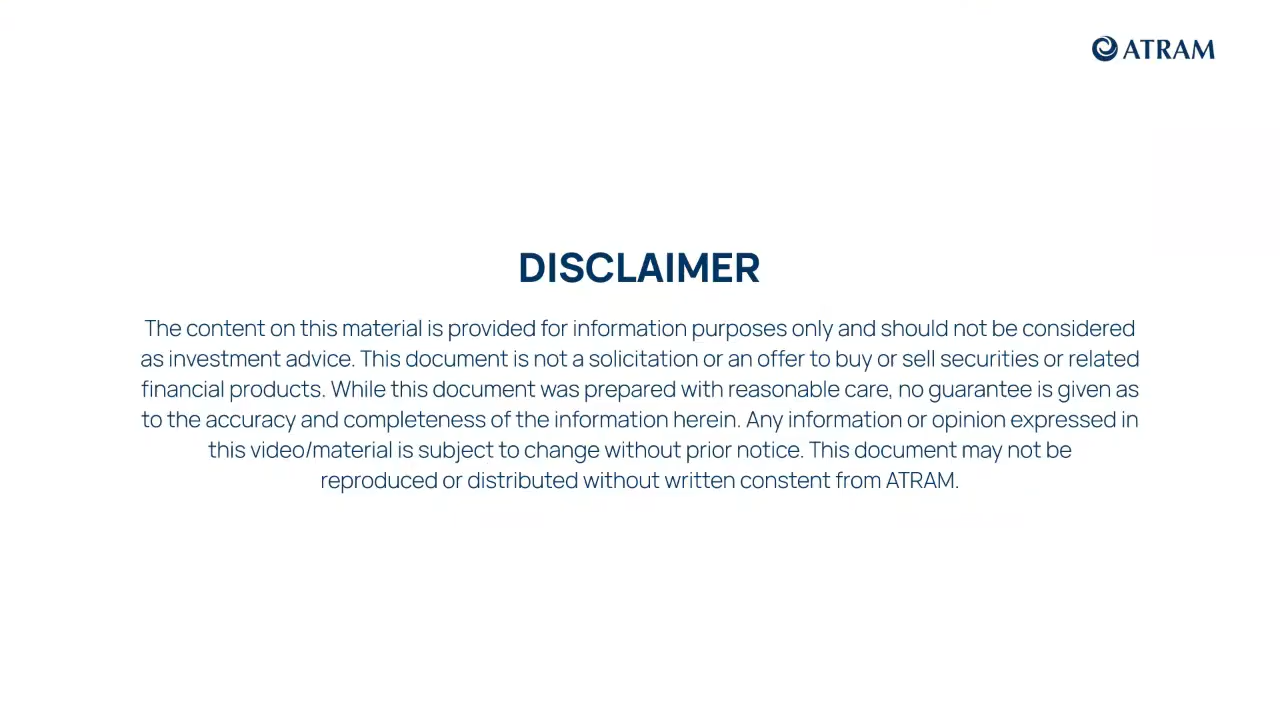 ATRAM
DISCLAIMER
The content on this material is provided for information purposes only and should not be considered
as investment advice. This document is not a solicitation or an offer to buy or sell securities or related
financial products. While this document was prepared with reasonable care, no guarantee is given as
to the accuracy and completeness of the information herein. Any information or opinion expressed in
this video/material is subject to change without prior notice. This document may not be
reproduced or distributed without written constent from ATRAM.